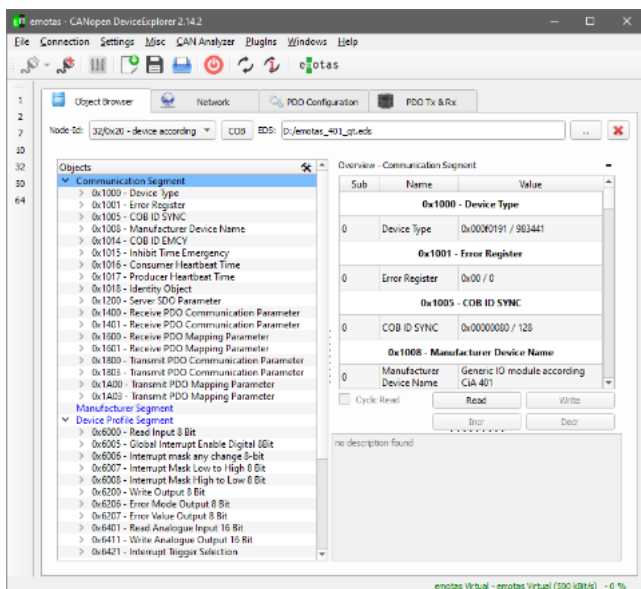 emotas - CANopen DeviceExplorer 2.14.2
File Connection Settings Misc CAN Analyzer Plugins Windows Help
emotas
1
2
7
10
32
50
64
Object Browser Network PDO Configuration PDO Tx & Rx
Node-Id: 32/0x20 - device according COB EDS: D:/emotas_401_qt.eds ..
Objects
Communication Segment
0x1000 - Device Type
0x1001 - Error Register
0x1005 - COB ID SYNC
0x1008 - Manufacturer Device Name
0x1014 - COB ID EMCY
0x1015 - Inhibit Time Emergency
0x1016 - Consumer Heartbeat Time
0x1017 - Producer Heartbeat Time
0x1018 - Identity Object
0x1200 - Server SDO Parameter
0x1400 - Receive PDO Communication Parameter
0x1401 - Receive PDO Communication Parameter
0x1600 - Receive PDO Mapping Parameter
0x1601 - Receive PDO Mapping Parameter
0x1800 - Transmit PDO Communication Parameter
0x1803 - Transmit PDO Communication Parameter
0x1A00 - Transmit PDO Mapping Parameter
0x1A03 - Transmit PDO Mapping Parameter
Manufacturer Segment
Device Profile Segment
0x6000 - Read Input 8 Bit
0x6005 - Global Interrupt Enable Digital 8Bit
0x6006 - Interrupt mask any change 8-bit
0x6007 - Interrupt Mask Low to High 8 Bit
0x6008 - Interrupt Mask High to Low 8 Bit
0x6200 - Write Output 8 Bit
0x6206 - Error Mode Output 8 Bit
0x6207 - Error Value Output 8 Bit
0x6401 - Read Analogue Input 16 Bit
0x6411 - Write Analogue Output 16 Bit
0x6421 - Interrupt Trigger Selection
Overview - Communication Segment
Sub Name Value
0x1000 - Device Type
0 Device Type 0x000f0191 / 983441
0x1001 - Error Register
0 Error Register 0x00 / 0
0x1005 - COB ID SYNC
0 COB ID SYNC 0x00000080 / 128
0x1008 - Manufacturer Device Name
0 Manufacturer Device Name Generic IO module according CiA 401
Cyclic Read Read Write
Incr Decr
no description found
emotas Virtual - emotas Virtual (500 kBit/s) - 0 %